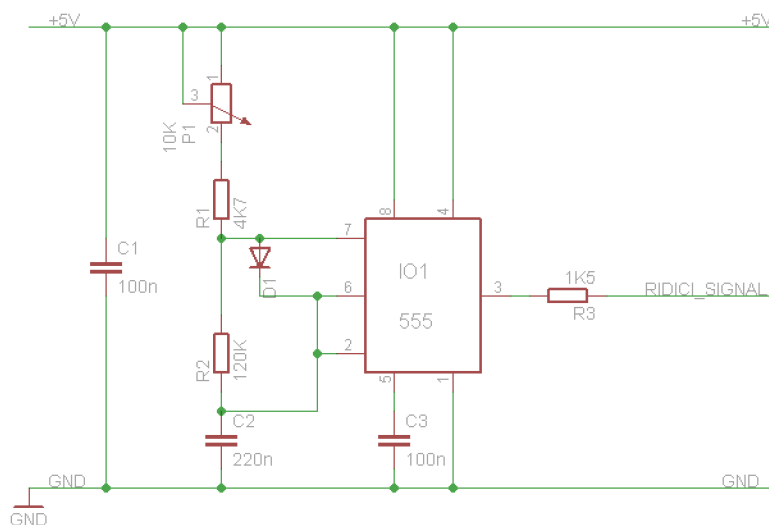 +5V
+5V
1
3
2
10K
P1
R1
4K7
8
4
7
C1
100n
D1
6
IO1
555
3
1K5
R3
RIDICI_SIGNAL
R2
120K
2
5
1
C2
220n
C3
100n
GND
GND
GND